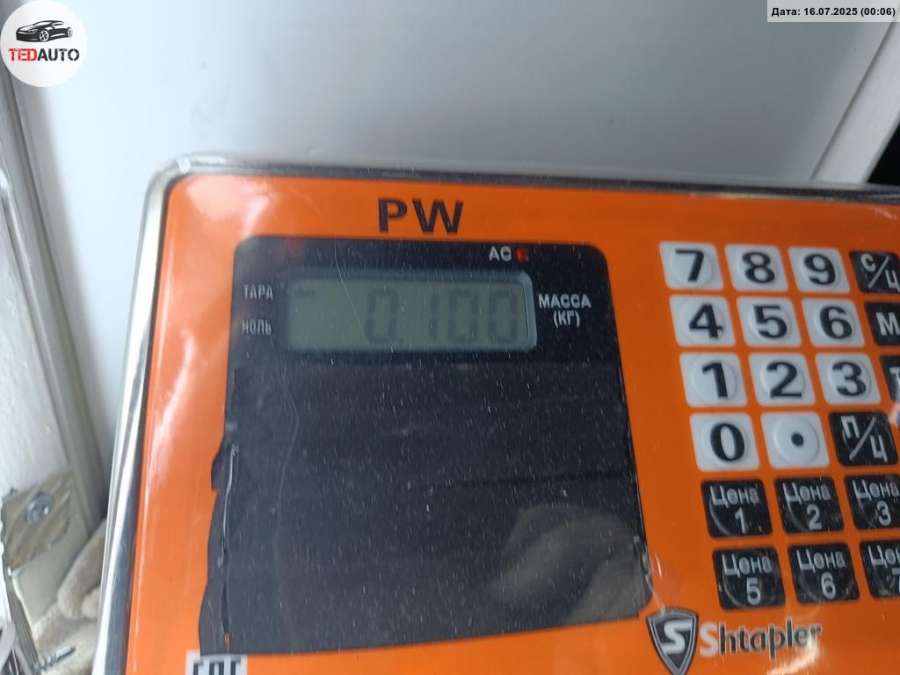 Дата: 16.07.2025 (00:06)
TEDAUTO
PW
AC
ТАРА
НОЛЬ
0.100
МАССА
(КГ)
7 8 9 С/Ц
4 5 6 М
1 2 3
0 • П/Ц
Цена 1 Цена 2 Цена 3
Цена 5 Цена 6
S Shtapler